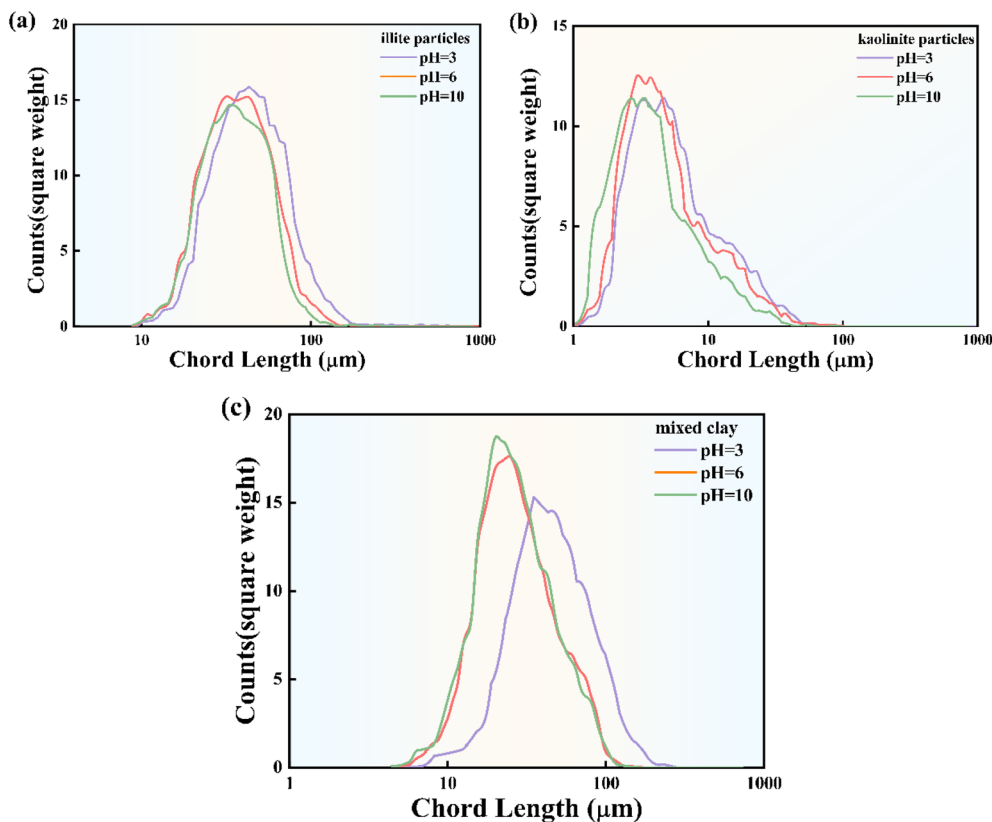 (a)
20
15
10
5
0
10
100
1000
Counts(square weight)
Chord Length (μm)
illite particles
pH=3
pH=6
pH=10
(b)
15
10
5
0
1
10
100
1000
Counts(square weight)
Chord Length (μm)
kaolinite particles
pH=3
pH=6
pH=10
(c)
20
15
10
5
0
1
10
100
1000
Counts(square weight)
Chord Length (μm)
mixed clay
pH=3
pH=6
pH=10